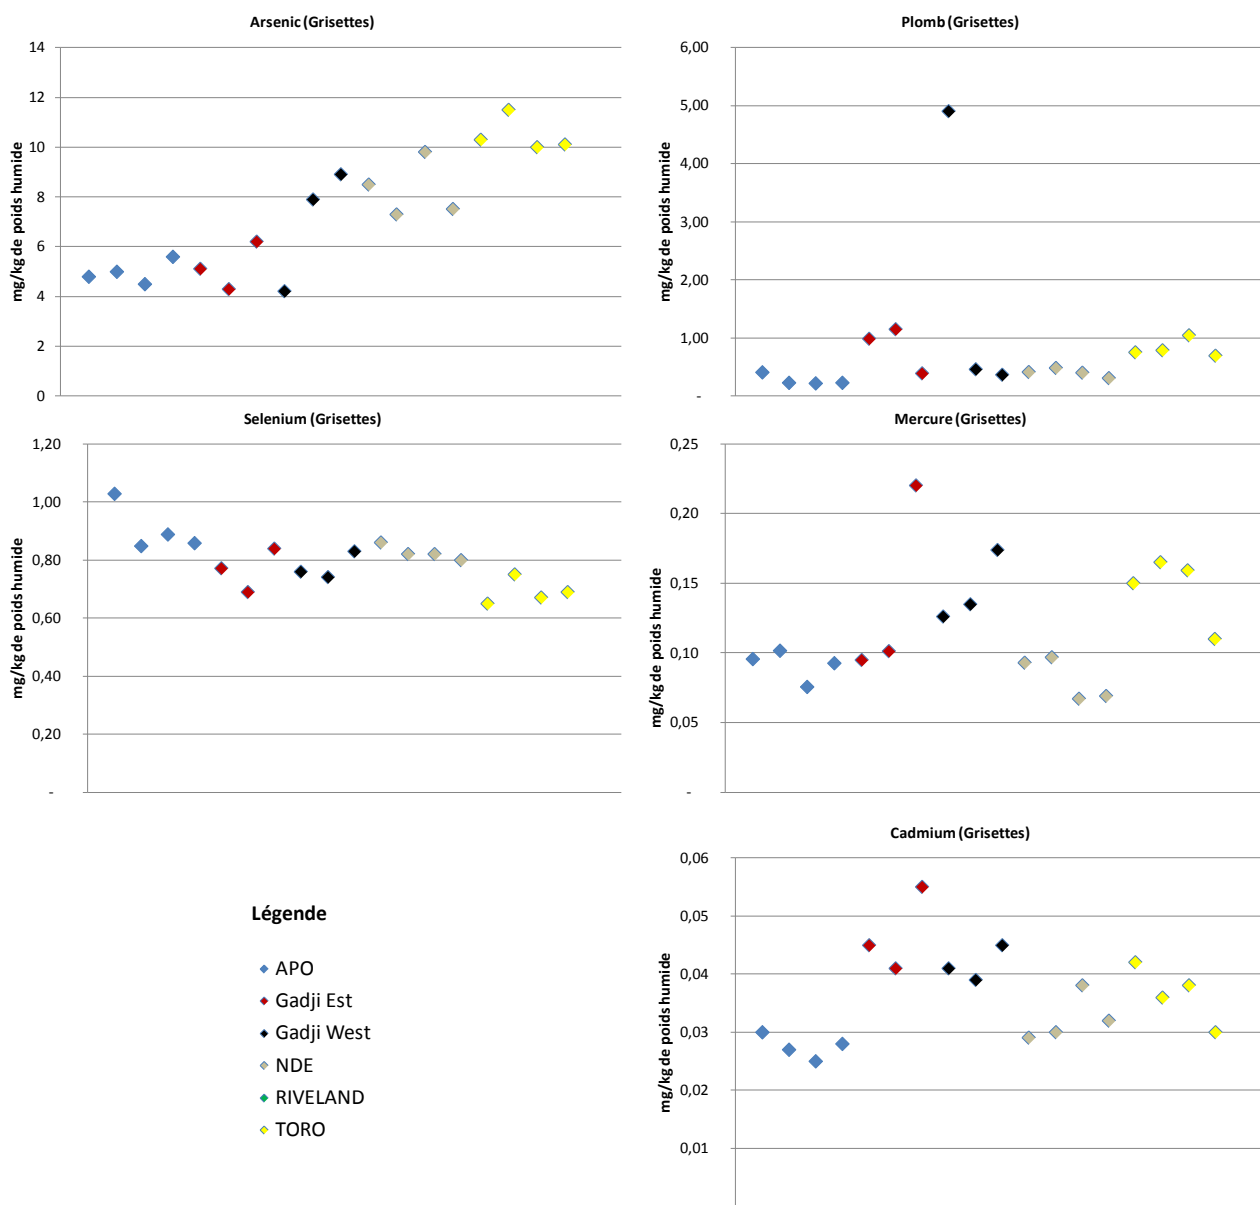 Arsenic (Grisettes)
mg/kg de poids humide
14
12
10
8
6
4
2
0
Plomb (Grisettes)
mg/kg de poids humide
6,00
5,00
4,00
3,00
2,00
1,00
-
Selenium (Grisettes)
mg/kg de poids humide
1,20
1,00
0,80
0,60
0,40
0,20
-
Mercure (Grisettes)
mg/kg de poids humide
0,25
0,20
0,15
0,10
0,05
-
Cadmium (Grisettes)
mg/kg de poids humide
0,06
0,05
0,04
0,03
0,02
0,01
Légende
APO
Gadji Est
Gadji West
NDE
RIVELAND
TORO